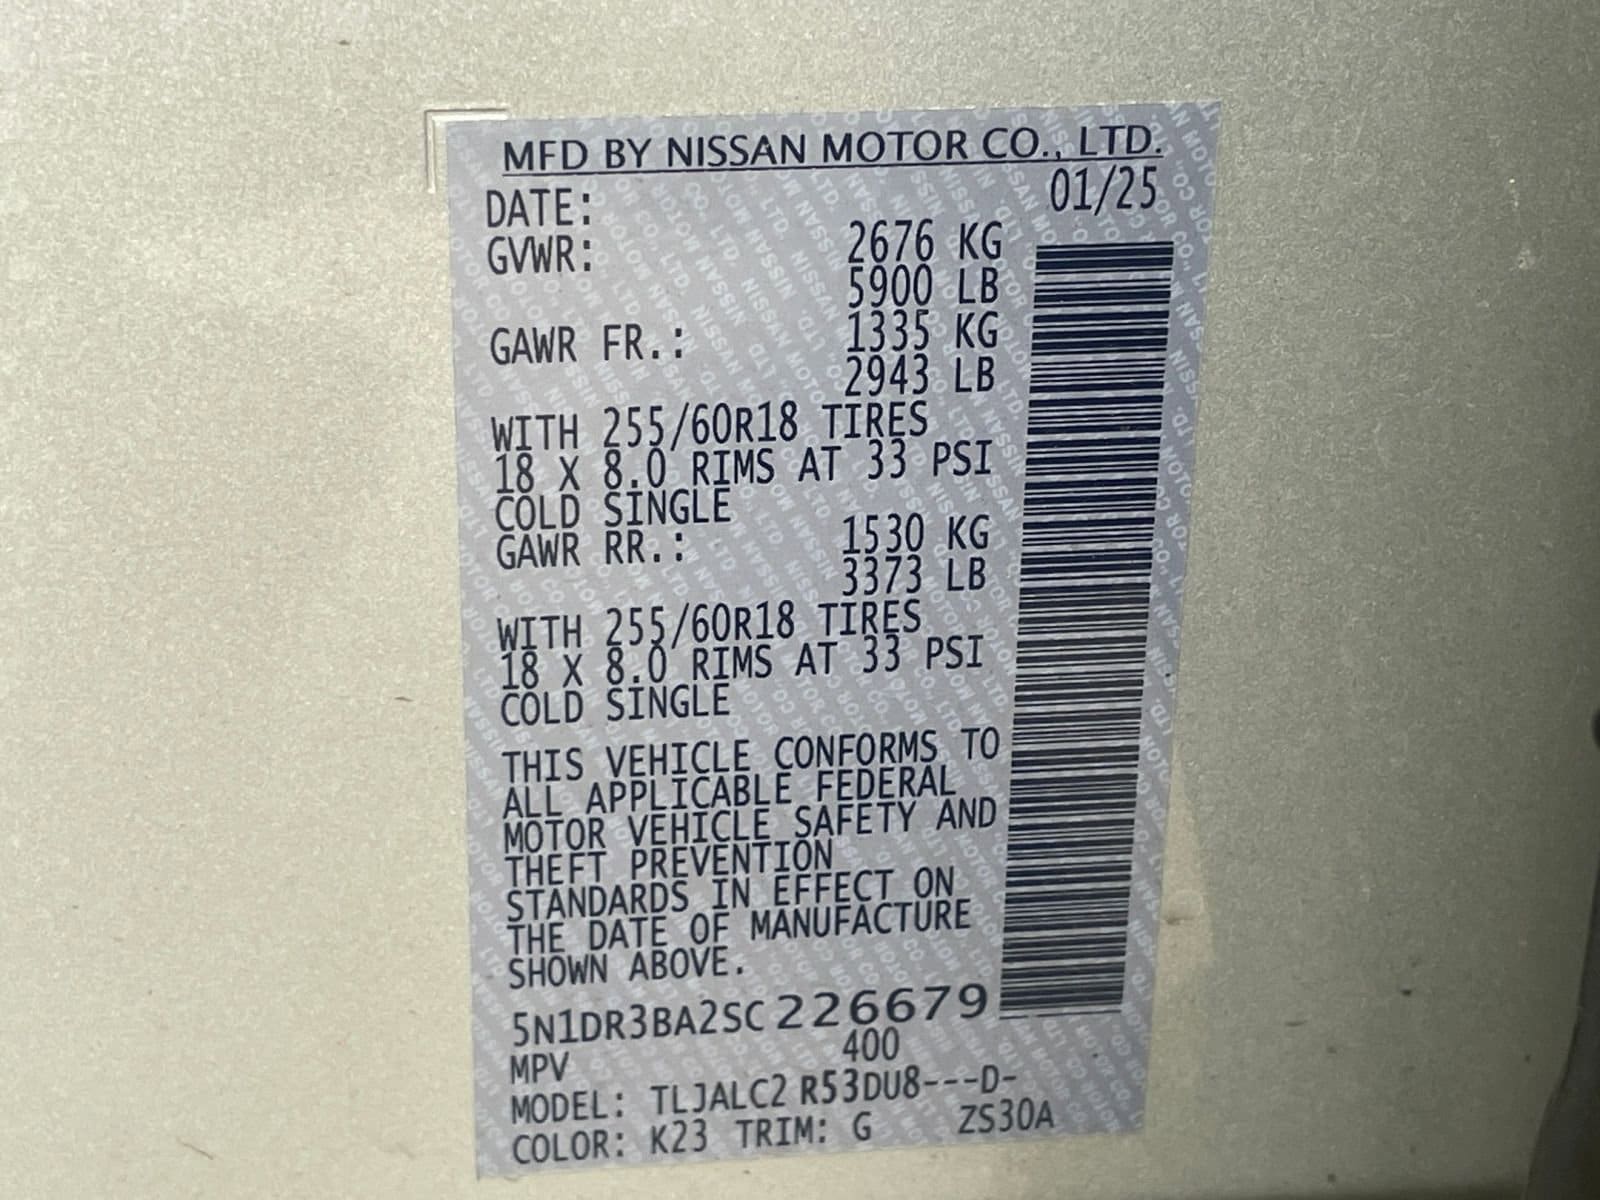 MFD BY NISSAN MOTOR CO., LTD.
DATE: 01/25
GVWR: 2676 KG
5900 LB
GAWR FR.: 1335 KG
2943 LB
WITH 255/60R18 TIRES
18 X 8.0 RIMS AT 33 PSI
COLD SINGLE
GAWR RR.: 1530 KG
3373 LB
WITH 255/60R18 TIRES
18 X 8.0 RIMS AT 33 PSI
COLD SINGLE
THIS VEHICLE CONFORMS TO
ALL APPLICABLE FEDERAL
MOTOR VEHICLE SAFETY AND
THEFT PREVENTION
STANDARDS IN EFFECT ON
THE DATE OF MANUFACTURE
SHOWN ABOVE.
5N1DR3BA2SC226679
MPV 400
MODEL: TLJALC2 R53DU8---D-
COLOR: K23 TRIM: G ZS30A